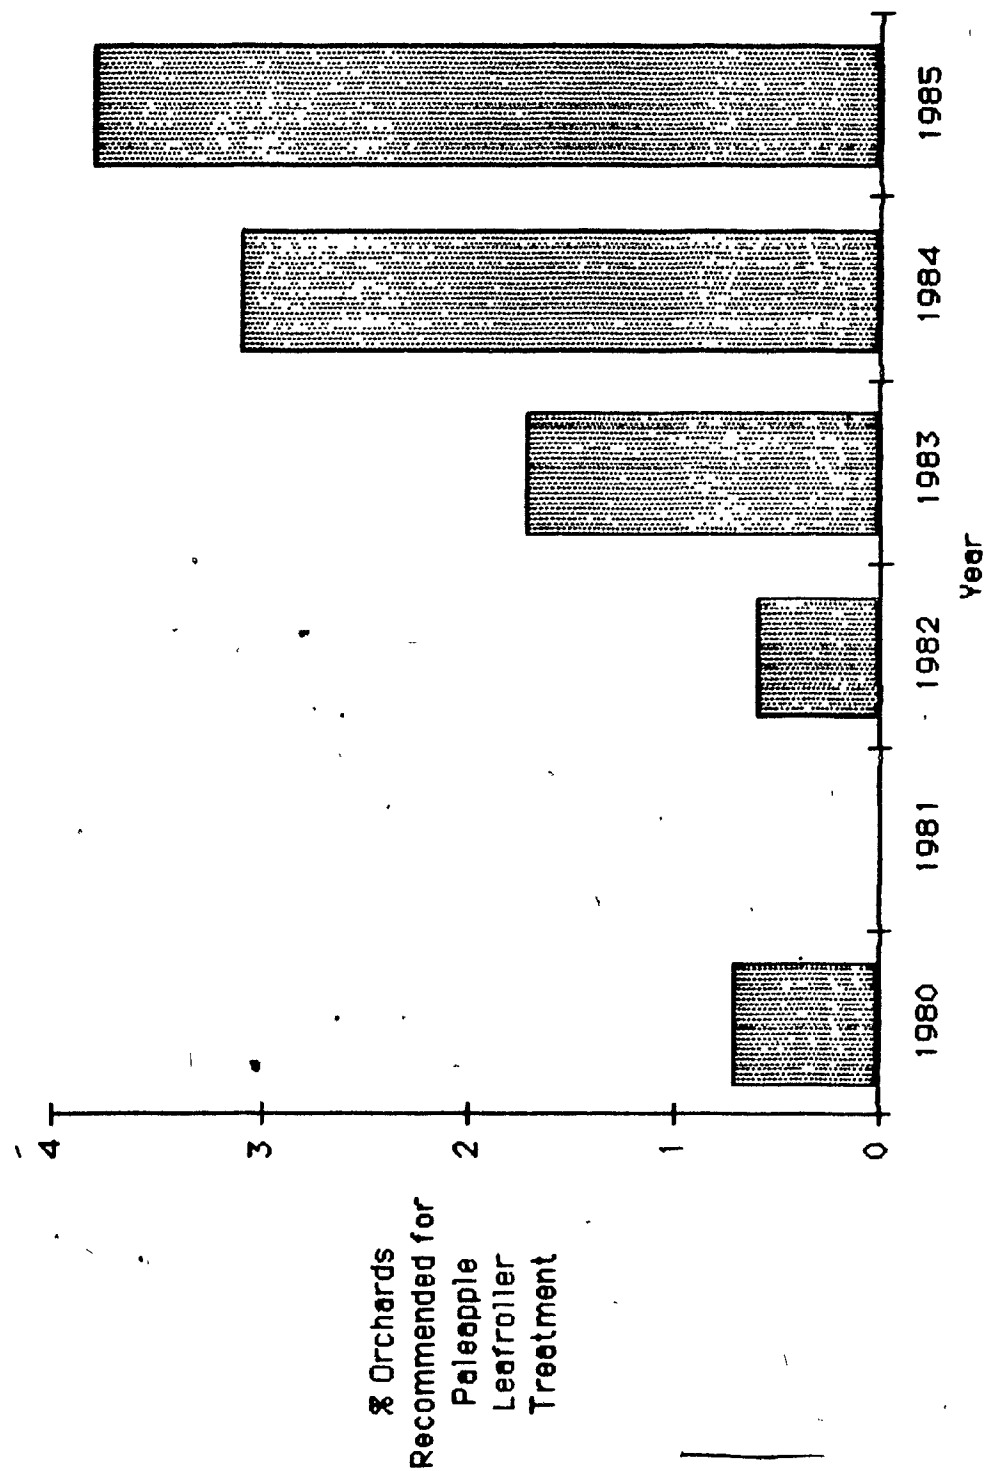 % Orchards
Recommended for
Paleapple
Leafroller
Treatment
4
3
2
1
0
1980
1981
1982
1983
1984
1985
Year